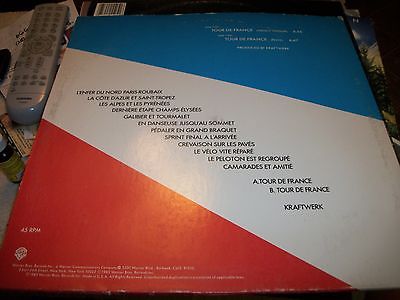 TOUR DE FRANCE
TOUR DE FRANCE
PRODUCED BY KRAFTWERK
L'ENFER DU NORD PARIS-ROUBAIX
LA CÔTE D'AZUR ET SAINT TROPEZ
LES ALPES ET LES PYRÉNÉES
DERNIÈRE ÉTAPE CHAMPS-ÉLYSÉES
GALIBIER ET TOURMALET
EN DANSEUSE JUSQU'AU SOMMET
PÉDALER EN GRAND BRAQUET
SPRINT FINAL A L'ARRIVÉE
CREVAISON SUR LES PAVÉS
LE VÉLO VITE RÉPARÉ
LE PELOTON EST REGROUPÉ
CAMARADES ET AMITIÉ
A.TOUR DE FRANCE
B. TOUR DE FRANCE
KRAFTWERK
45 RPM